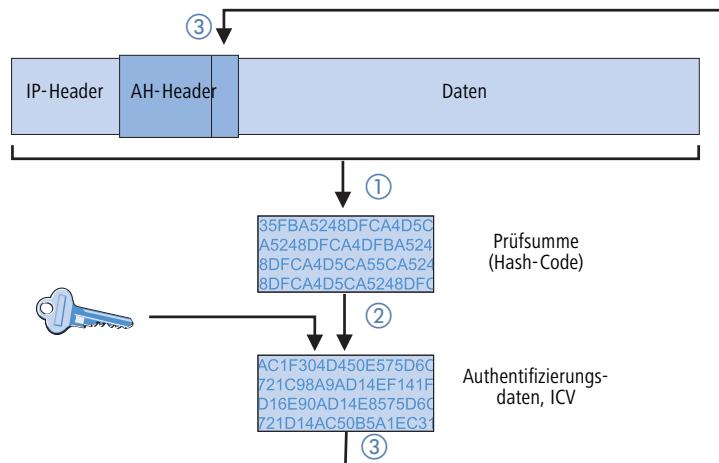 ③
IP-Header AH-Header Daten
①
35FBA5248DFCA4D5C
A5248DFCA4DFBA524
8DFCA4D5CA55CA524
8DFCA4D5CA5248DFC
Prüfsumme
(Hash-Code)
②
AC1F304D450E575D6C
721C98A9AD14EF141F
D16E90AD14E8575D6C
721D14AC50B5A1EC31
Authentifizierungs-
daten, ICV
③